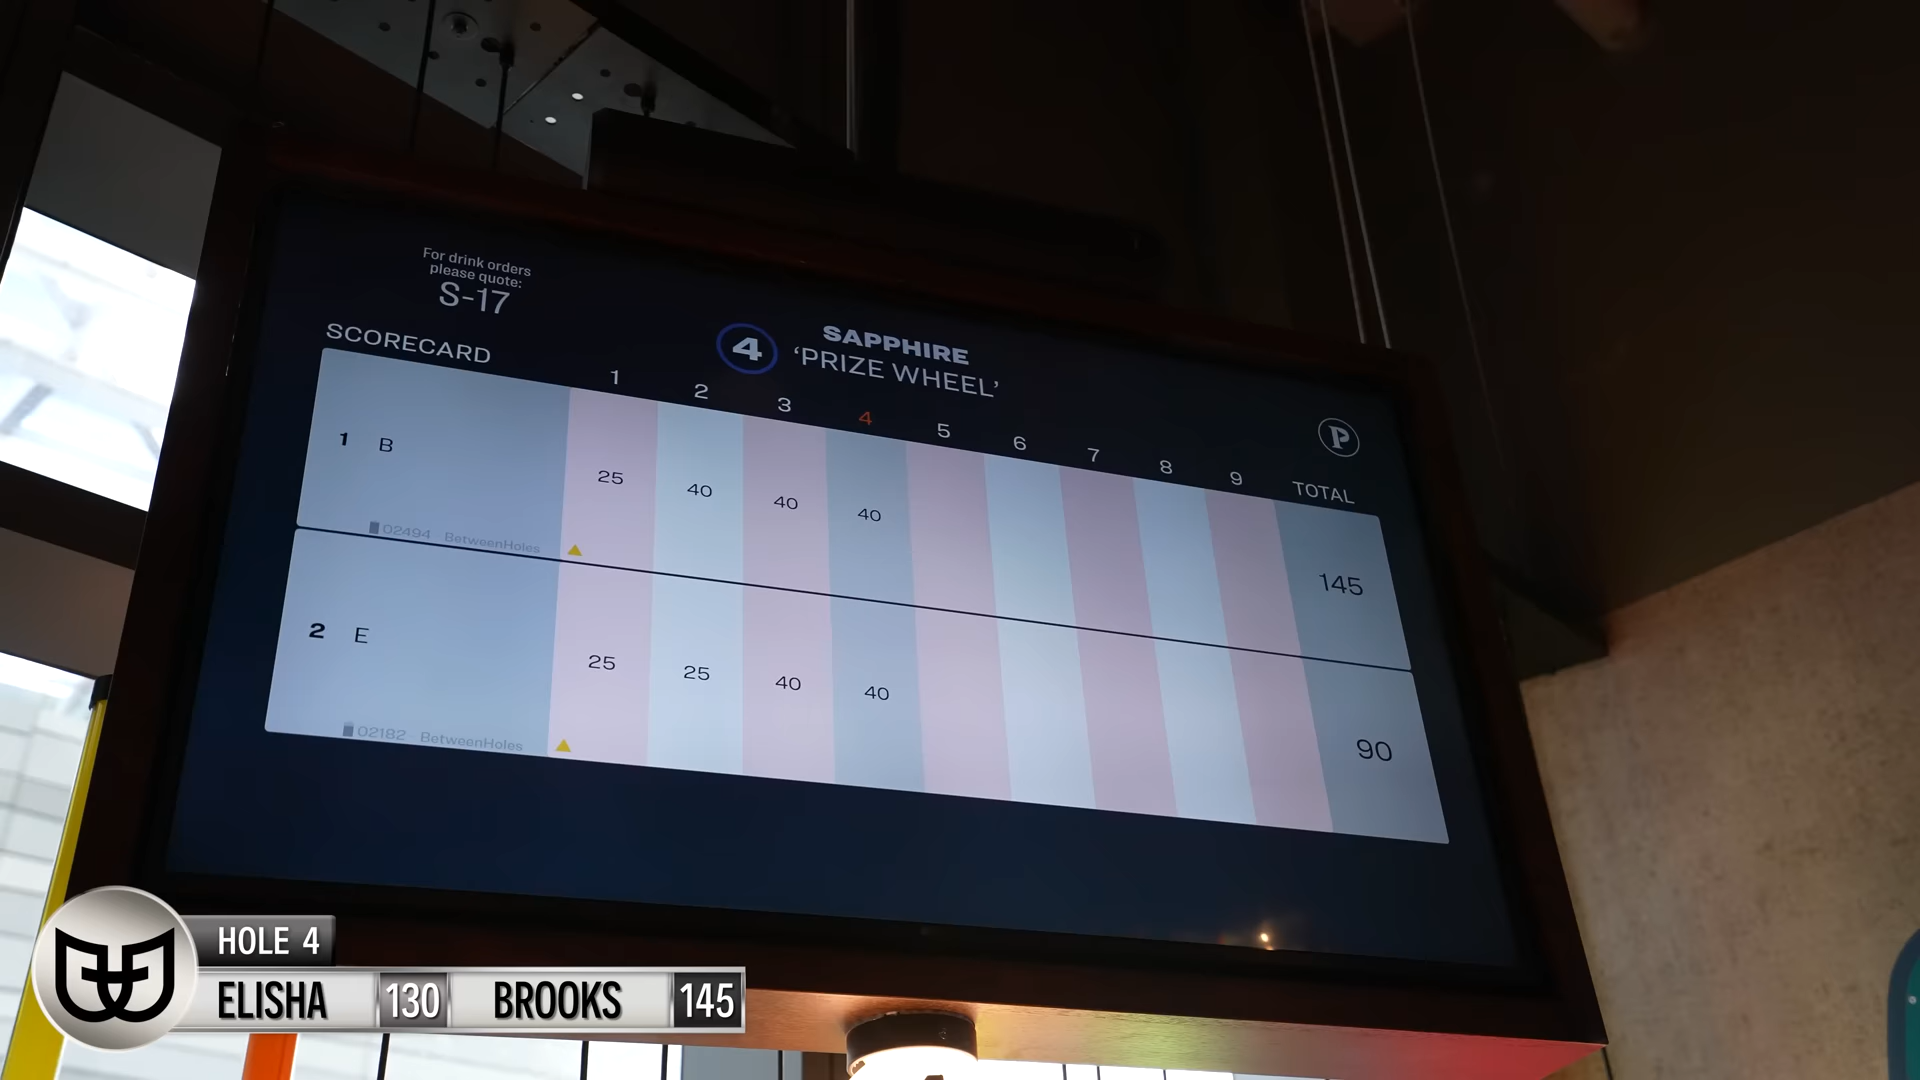 For drink orders
please quote:
S-17
SCORECARD
4
SAPPHIRE
'PRIZE WHEEL'
P
1 2 3 4 5 6 7 8 9 TOTAL
1 B 25 40 40 40 145
02494 BetweenHoles
2 E 25 25 40 40 90
02182 BetweenHoles
HOLE 4
ELISHA 130 BROOKS 145